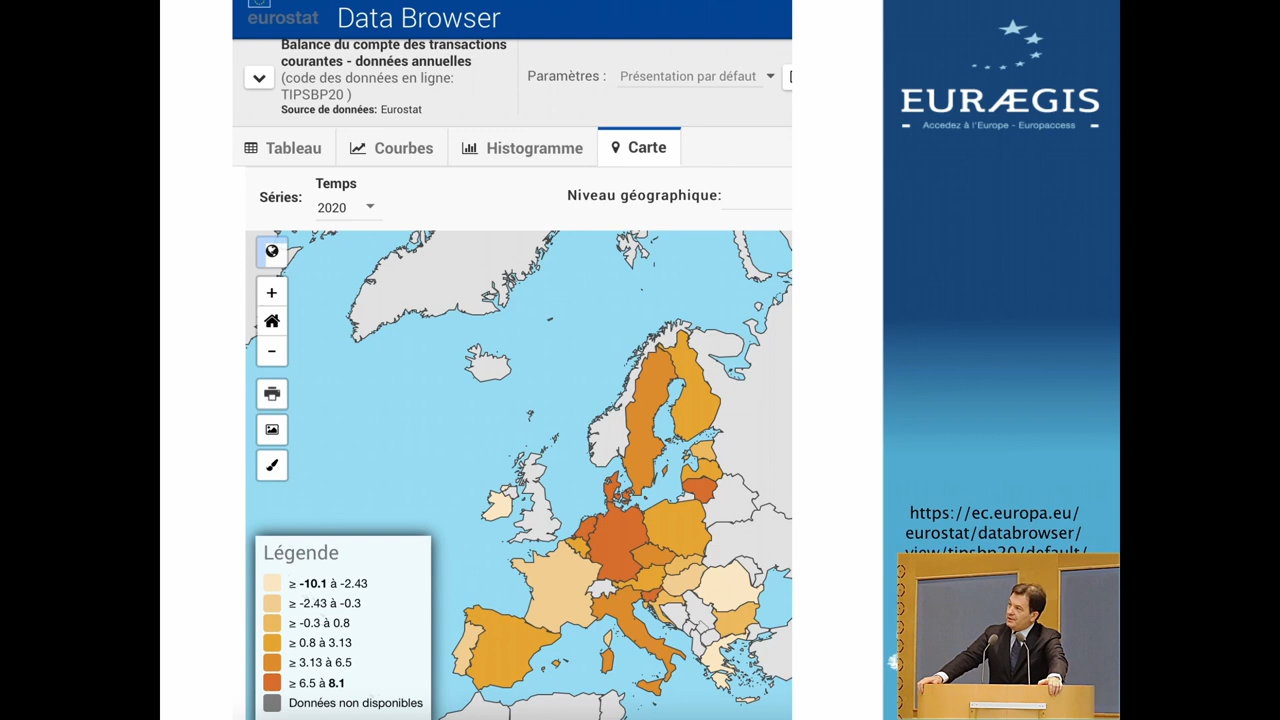 eurostat
Data Browser
Balance du compte des transactions
courantes - données annuelles
(code des données en ligne:
TIPSBP20 )
Source de données: Eurostat
Paramètres :
Présentation par défaut
Tableau
Courbes
Histogramme
Carte
Séries:
Temps
2020
Niveau géographique:
+
-
Légende
≥ -10.1 à -2.43
≥ -2.43 à -0.3
≥ -0.3 à 0.8
≥ 0.8 à 3.13
≥ 3.13 à 6.5
≥ 6.5 à 8.1
Données non disponibles
EURÆGIS
Accedez à l'Europe - Europaccess
https://ec.europa.eu/
eurostat/databrowser/
view/tipsbp20/default/